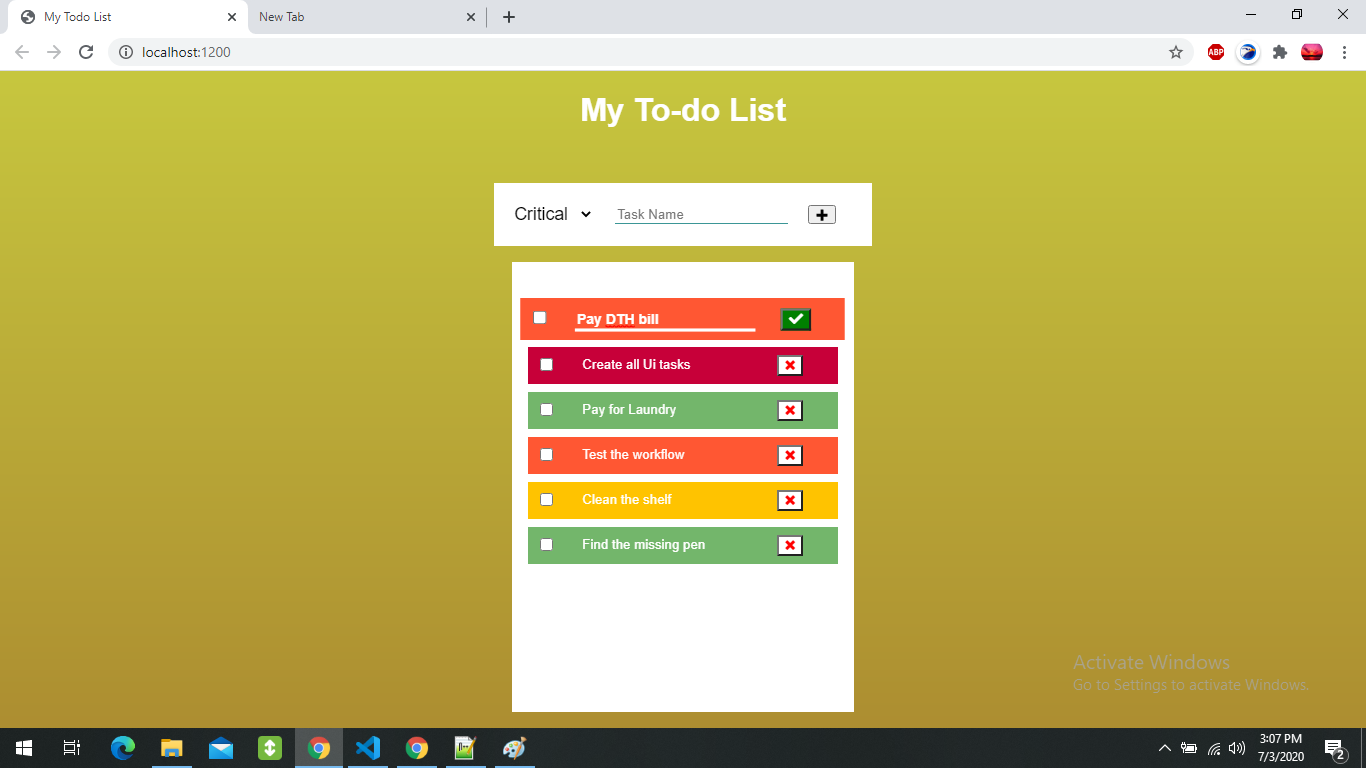 My Todo List
New Tab
localhost:1200
ABP
My To-do List
Critical
Task Name
Pay DTH bill
Create all Ui tasks
Pay for Laundry
Test the workflow
Clean the shelf
Find the missing pen
Activate Windows
Go to Settings to activate Windows.
3:07 PM
7/3/2020
2